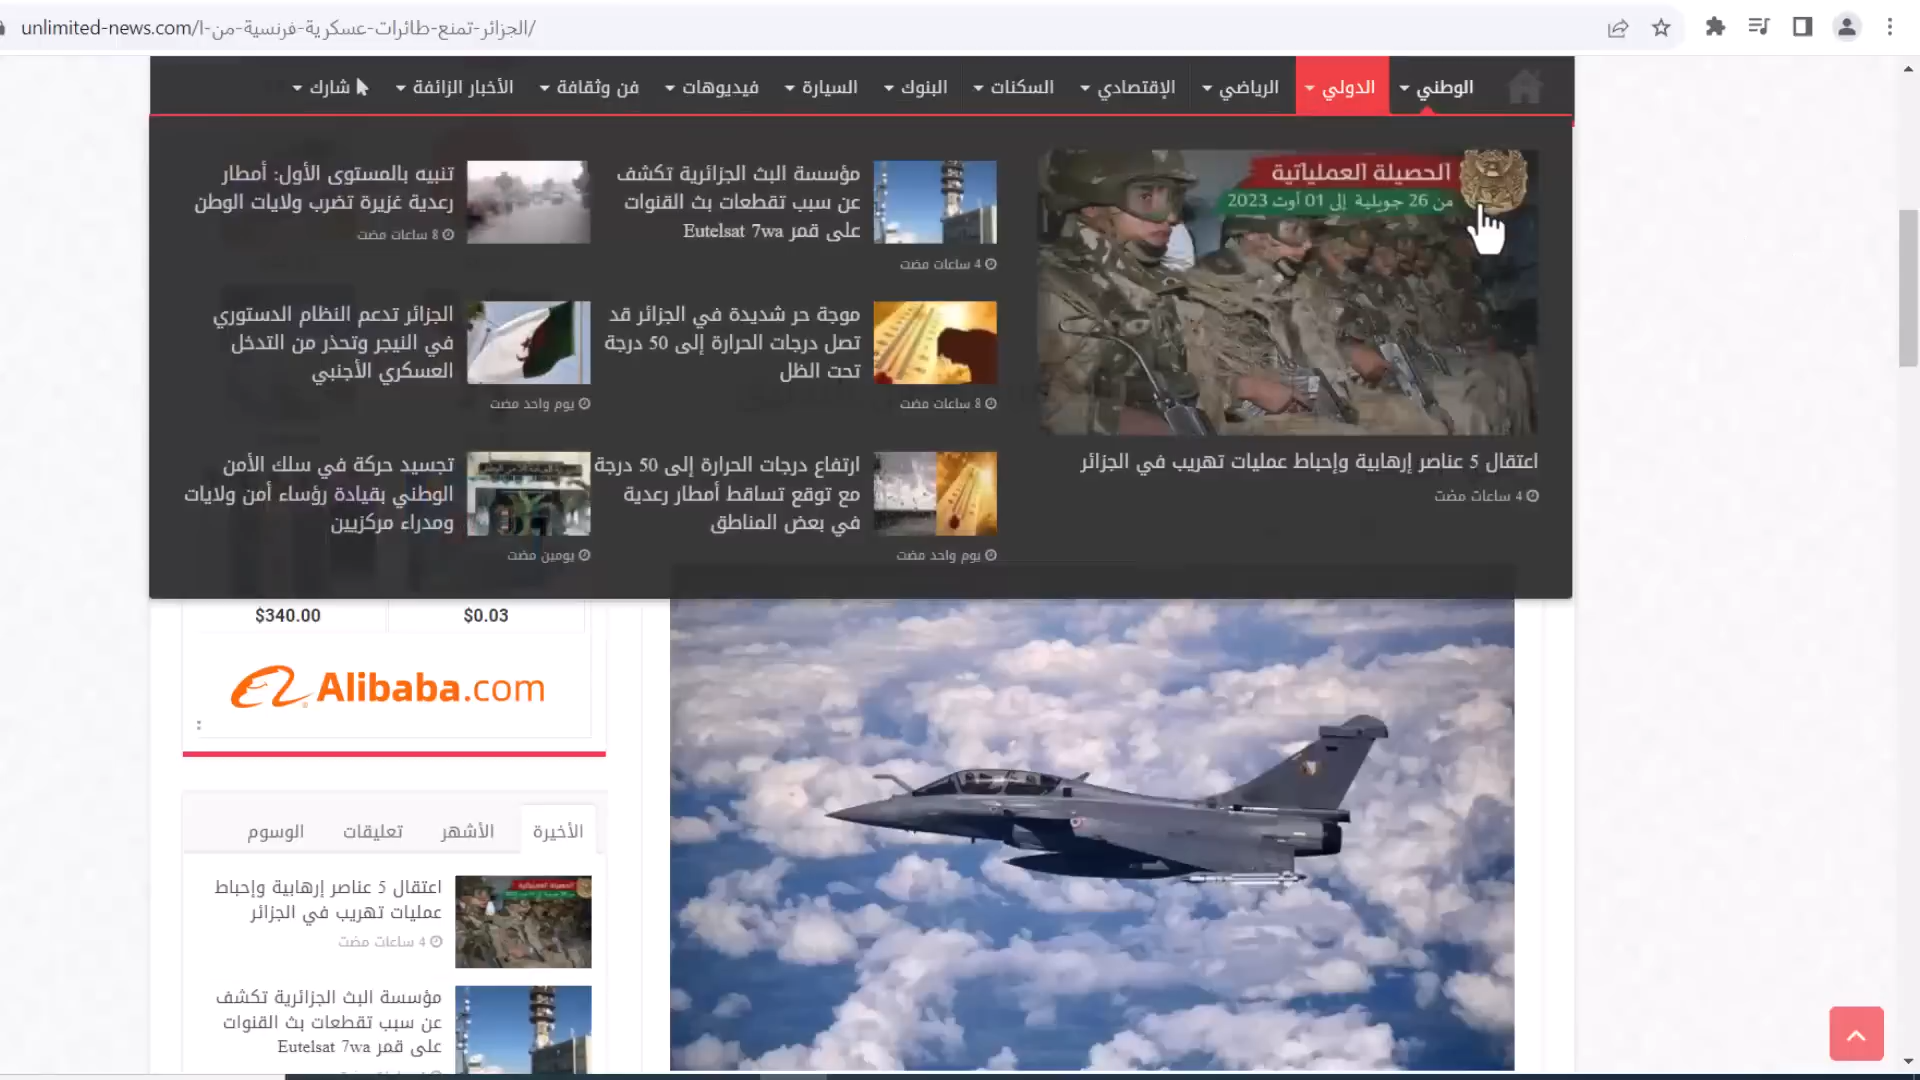 unlimited-news.com/الجزائر-تمنع-طائرات-عسكرية-فرنسية-من-ا/
الوطني
الدولي
الرياضي
الإقتصادي
السكنات
البنوك
السيارة
فيديوهات
فن وثقافة
الأخبار الزائفة
شارك
الحصيلة العملياتية
من 26 جويلية إلى 01 أوت 2023
اعتقال 5 عناصر إرهابية وإحباط عمليات تهريب في الجزائر
4 ساعات مضت
مؤسسة البث الجزائرية تكشف
عن سبب تقطعات بث القنوات
على قمر Eutelsat 7wa
4 ساعات مضت
تنبيه بالمستوى الأول: أمطار
رعدية غزيرة تضرب ولايات الوطن
8 ساعات مضت
موجة حر شديدة في الجزائر قد
تصل درجات الحرارة إلى 50 درجة
تحت الظل
8 ساعات مضت
الجزائر تدعم النظام الدستوري
في النيجر وتحذر من التدخل
العسكري الأجنبي
يوم واحد مضت
ارتفاع درجات الحرارة إلى 50 درجة
مع توقع تساقط أمطار رعدية
في بعض المناطق
يوم واحد مضت
تجسيد حركة في سلك الأمن
الوطني بقيادة رؤساء أمن ولايات
ومدراء مركزيين
يومين مضت
$340.00
$0.03
Alibaba.com
الأخيرة
الأشهر
تعليقات
الوسوم
اعتقال 5 عناصر إرهابية وإحباط
عمليات تهريب في الجزائر
4 ساعات مضت
مؤسسة البث الجزائرية تكشف
عن سبب تقطعات بث القنوات
على قمر Eutelsat 7wa